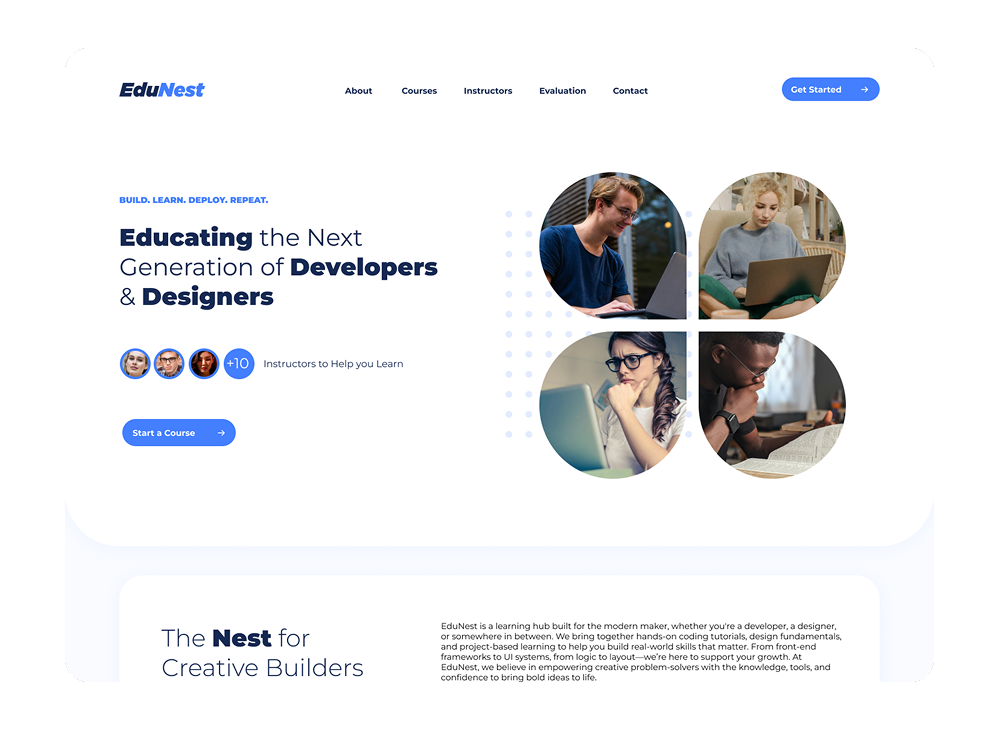 EduNest
About
Courses
Instructors
Evaluation
Contact
Get Started
BUILD. LEARN. DEPLOY. REPEAT.
Educating the Next
Generation of Developers
& Designers
+10
Instructors to Help you Learn
Start a Course
The Nest for
Creative Builders
EduNest is a learning hub built for the modern maker, whether you're a developer, a designer,
or somewhere in between. We bring together hands-on coding tutorials, design fundamentals,
and project-based learning to help you build real-world skills that matter. From front-end
frameworks to UI systems, from logic to layout—we're here to support your growth. At
EduNest, we believe in empowering creative problem-solvers with the knowledge, tools, and
confidence to bring bold ideas to life.